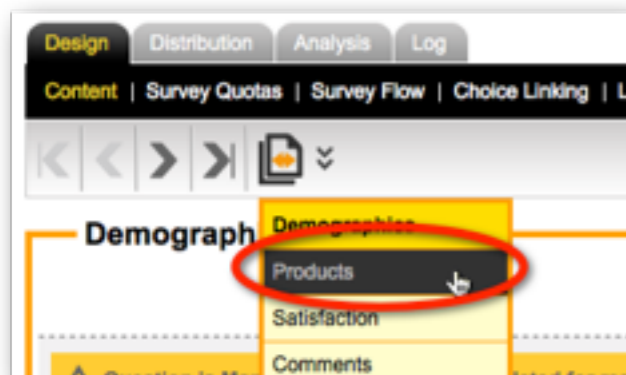 Design Distribution Analysis Log
Content | Survey Quotas | Survey Flow | Choice Linking |
Demograph
Demographics
Products
Satisfaction
Comments